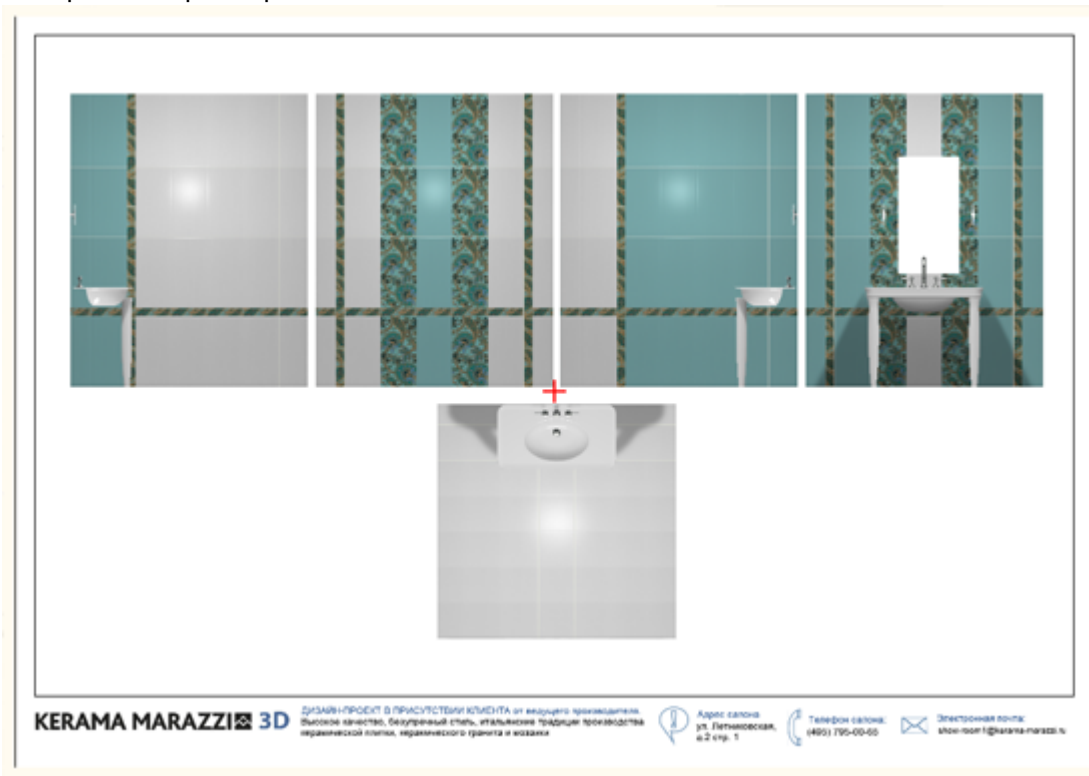 KERAMA MARAZZI 3D
ДИЗАЙН-ПРОЕКТ В ПРИСУТСТВИИ КЛИЕНТА от ведущего производителя.
Высокое качество, безупречный стиль, итальянские традиции производства
керамической плитки, керамического гранита и мозаики
Адрес салона
ул. Летниковская,
д.2 стр. 1
Телефон салона:
(495) 795-00-65
Электронная почта:
show-room1@kerama-marazzi.ru